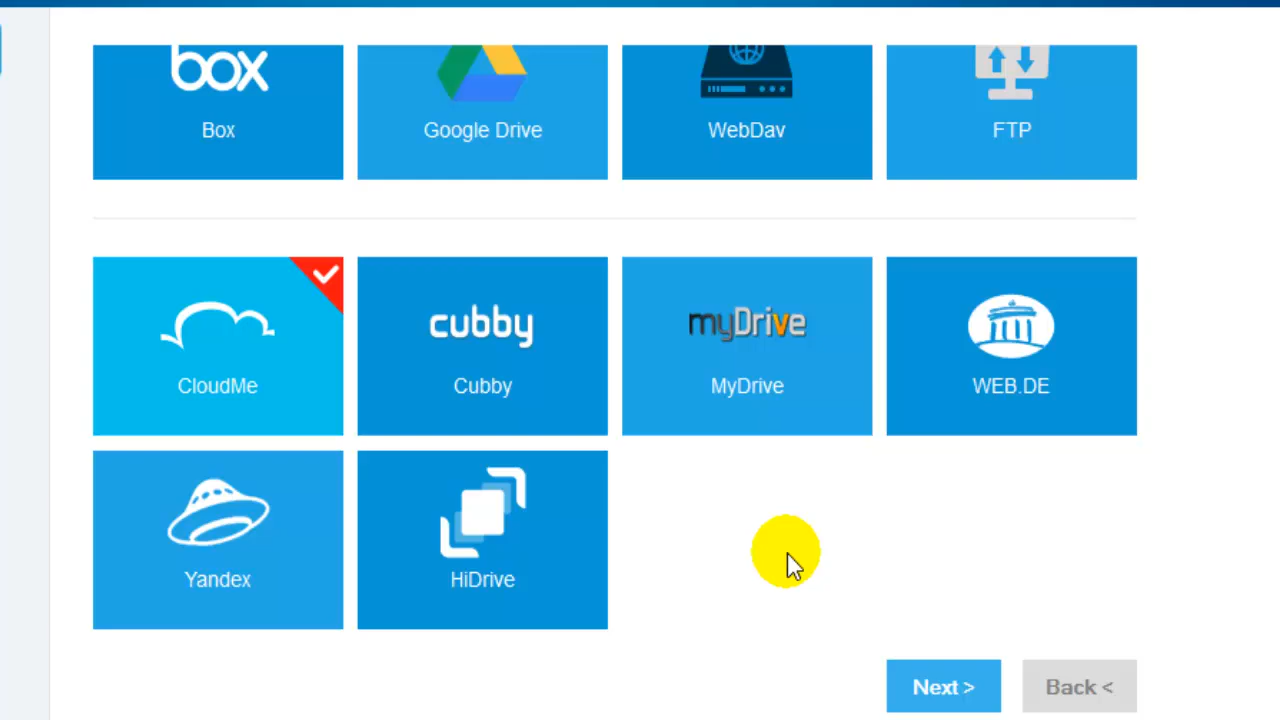 box
Box
Google Drive
WebDav
FTP
CloudMe
cubby
Cubby
myDrive
MyDrive
WEB.DE
Yandex
HiDrive
Next >
Back <